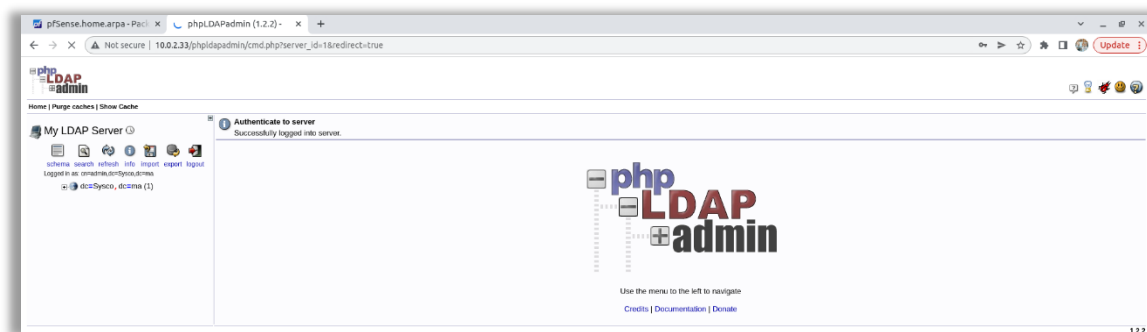 pfSense.home.arpa - Pack
phpLDAPadmin (1.2.2) -
Not secure | 10.0.2.33/phpldapadmin/cmd.php?server_id=1&redirect=true
Update
php
LDAP
admin
Home | Purge caches | Show Cache
My LDAP Server
schema search refresh info import export logout
Logged in as: cn=admin,dc=Sysco,dc=ma
dc=Sysco, dc=ma (1)
Authenticate to server
Successfully logged into server.
php
LDAP
admin
Use the menu to the left to navigate
Credits | Documentation | Donate
1.2.2